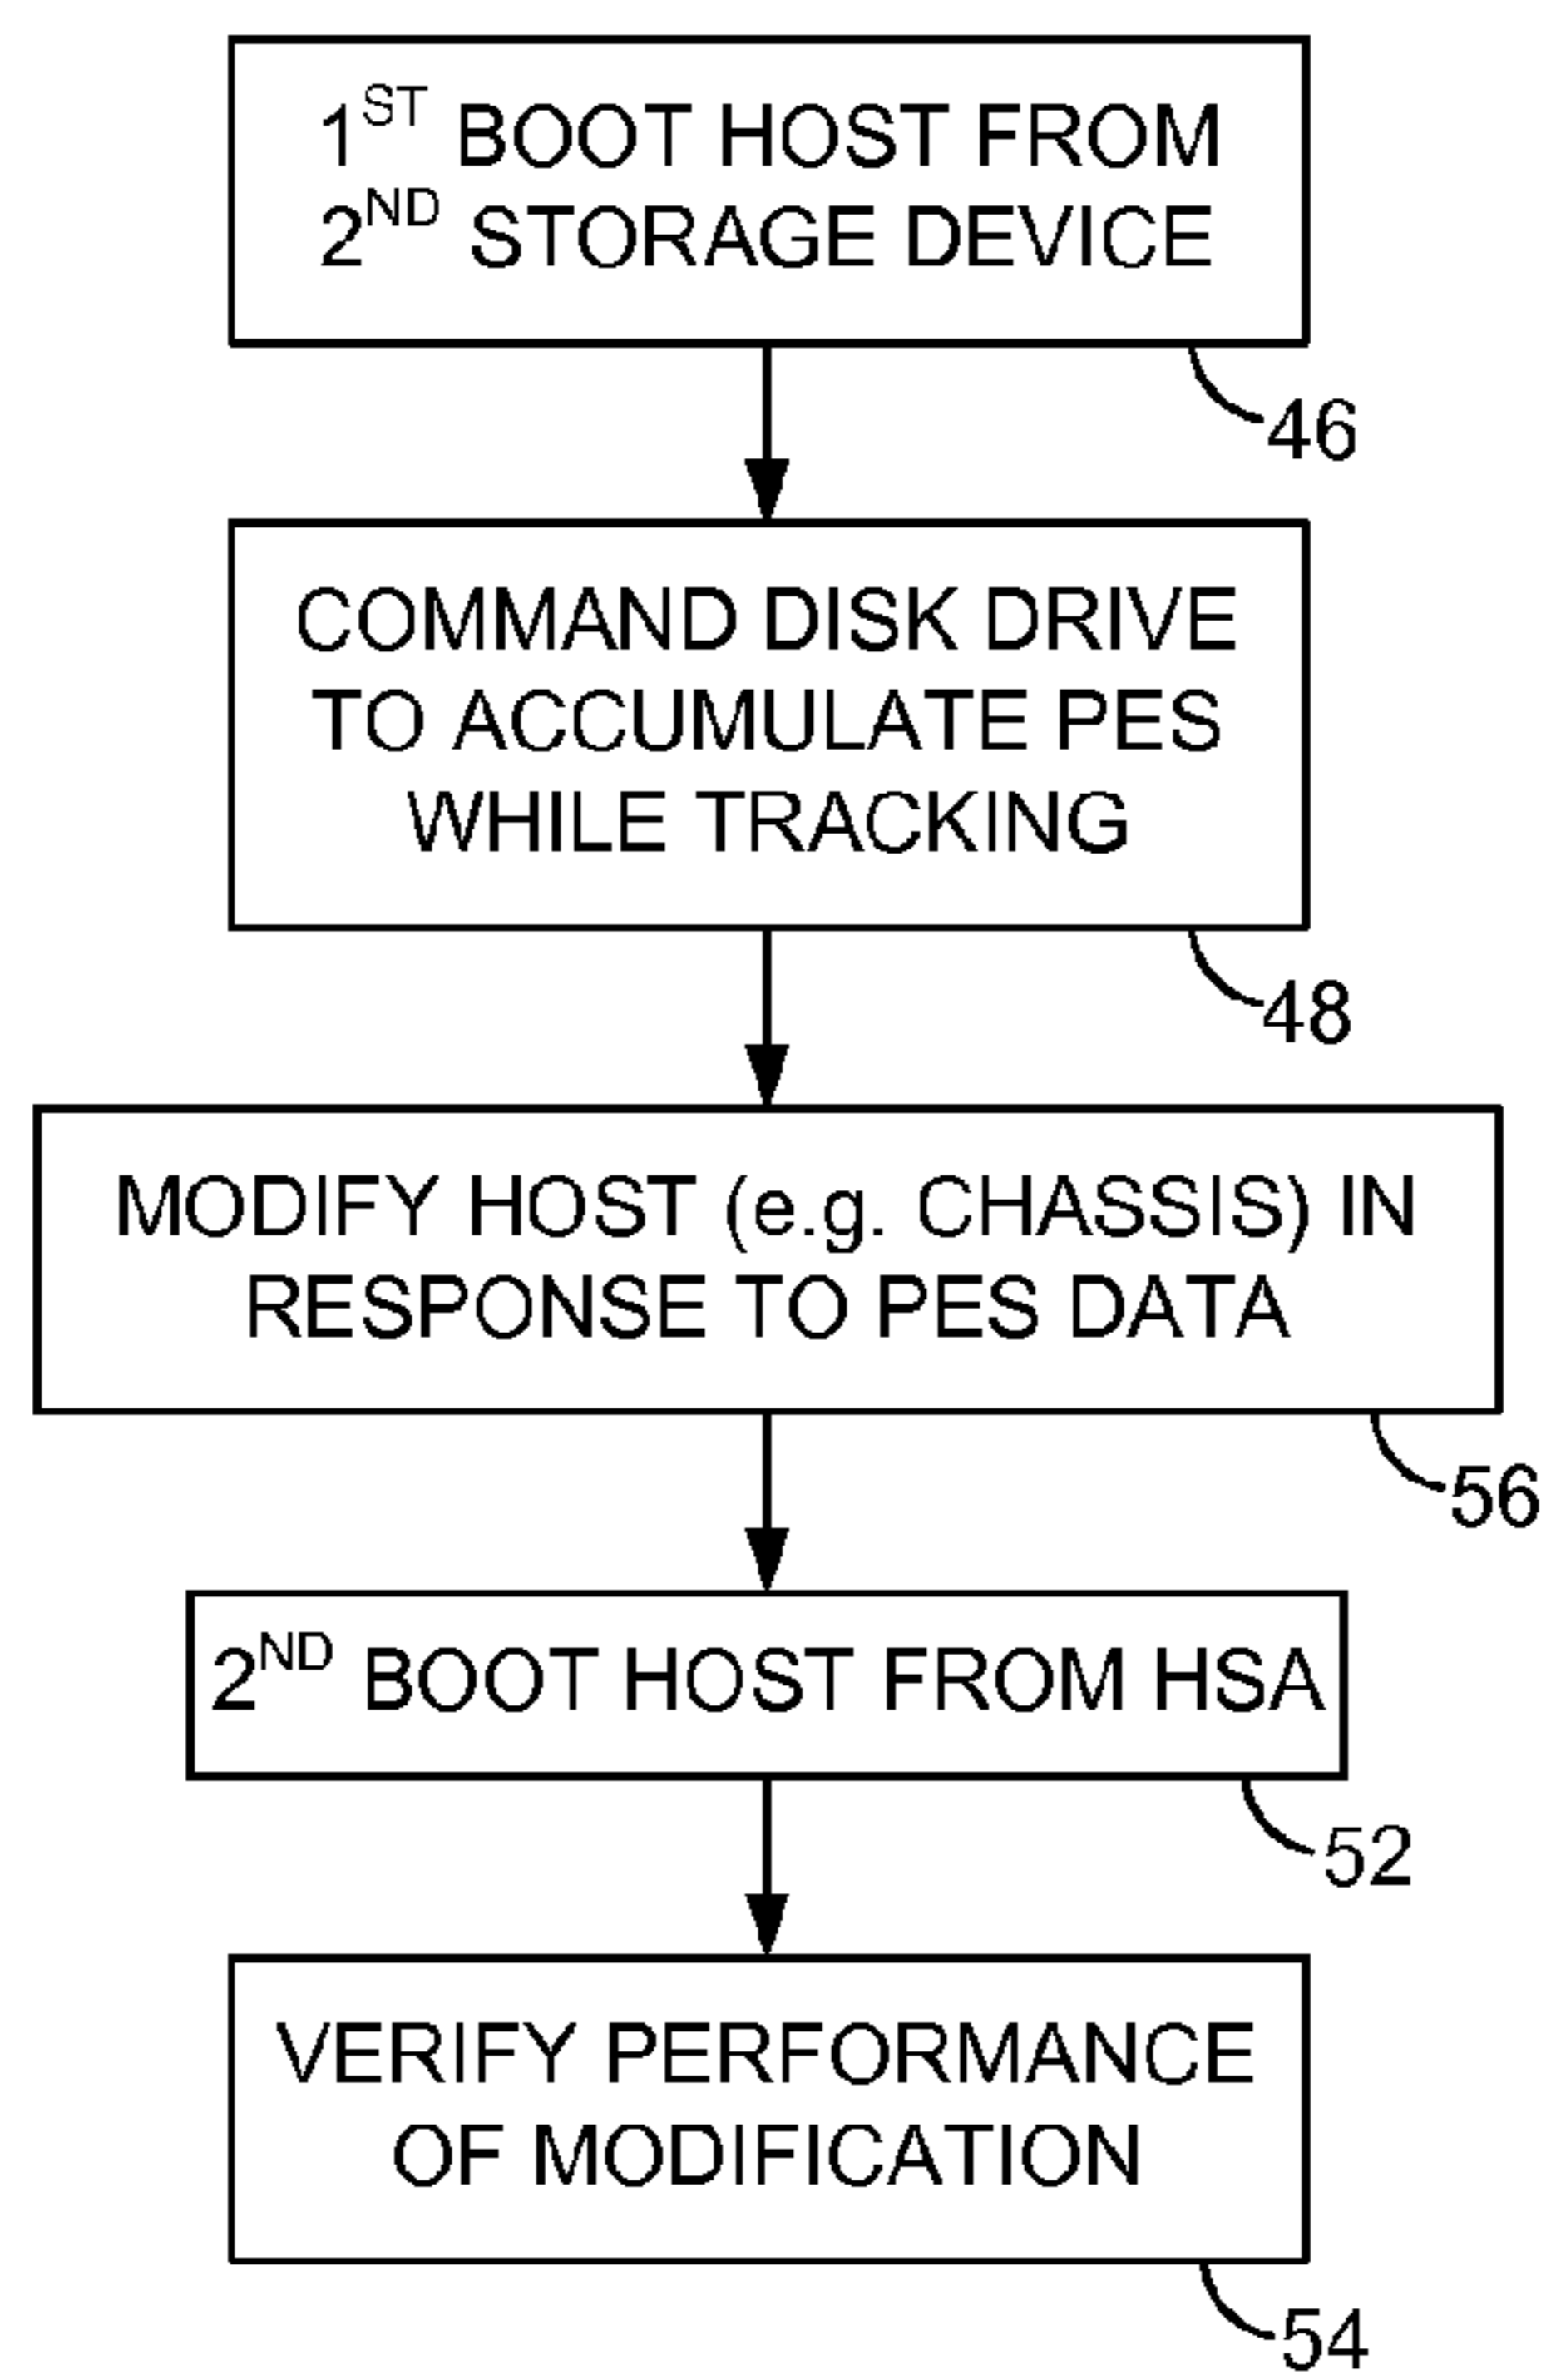 1ST BOOT HOST FROM
2ND STORAGE DEVICE
46
COMMAND DISK DRIVE
TO ACCUMULATE PES
WHILE TRACKING
48
MODIFY HOST (e.g. CHASSIS) IN
RESPONSE TO PES DATA
56
2ND BOOT HOST FROM HSA
52
VERIFY PERFORMANCE
OF MODIFICATION
54